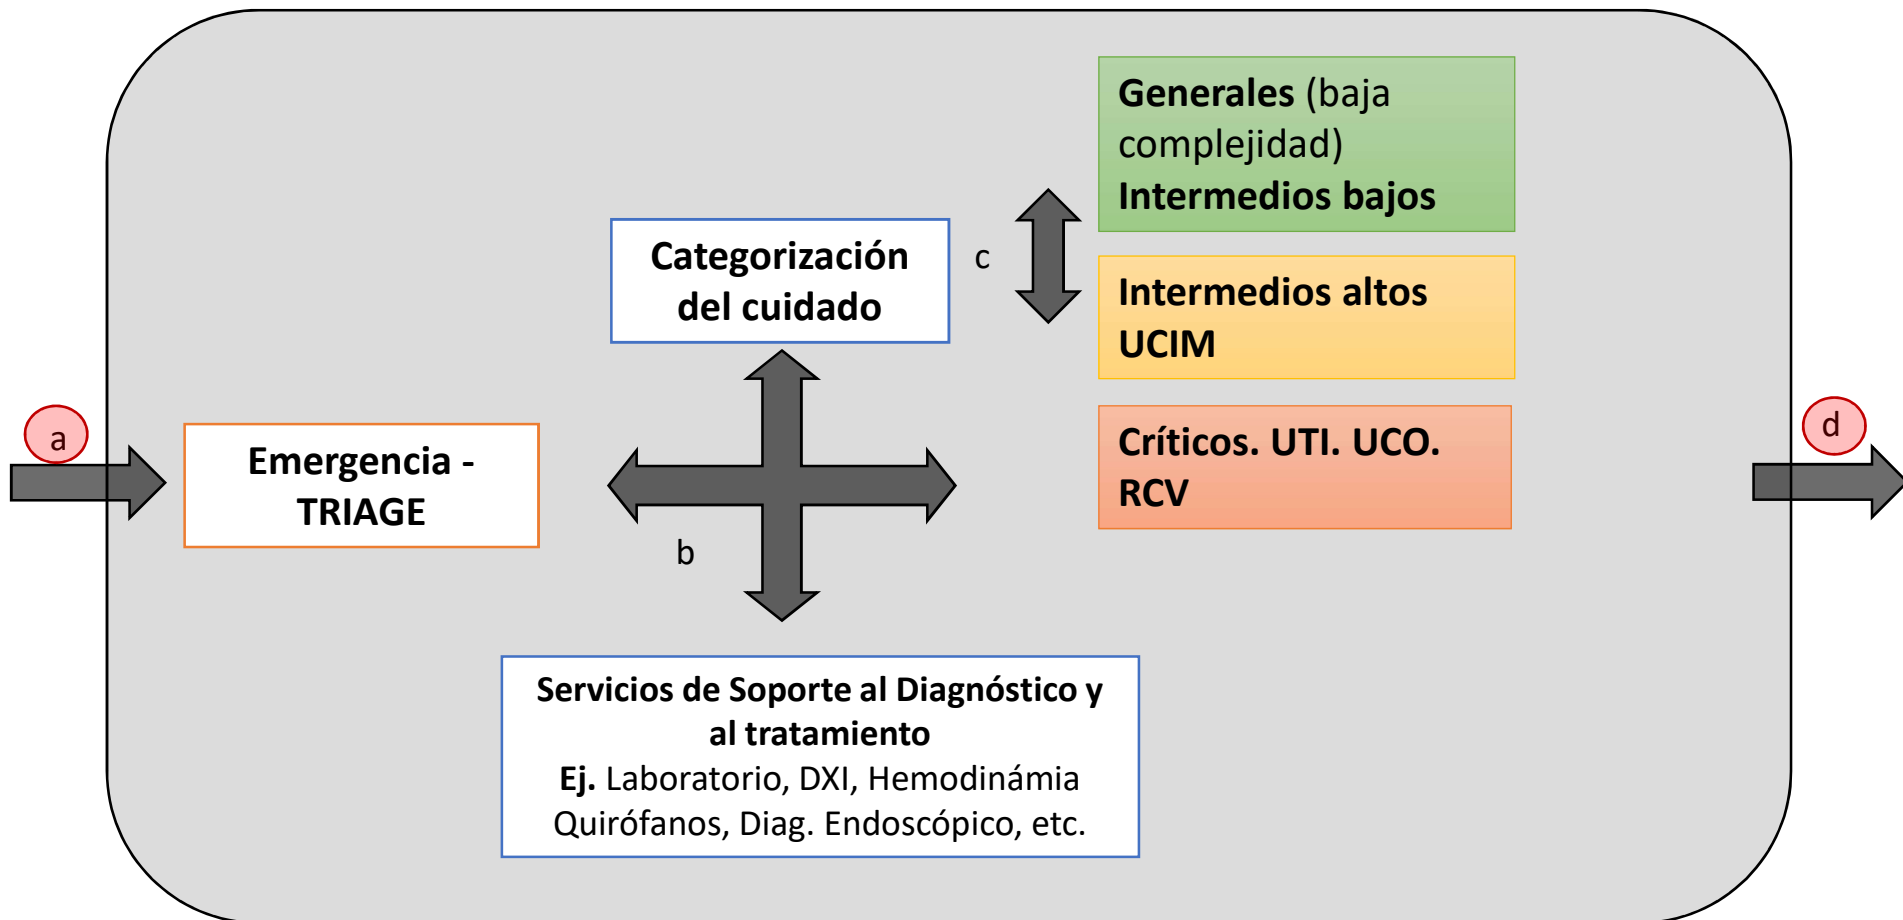 Generales (baja
complejidad)
Intermedios bajos
Categorización
del cuidado
c
Intermedios altos
UCIM
a
Emergencia -
TRIAGE
Críticos. UTI. UCO.
RCV
d
b
Servicios de Soporte al Diagnóstico y
al tratamiento
Ej. Laboratorio, DXI, Hemodinámia
Quirófanos, Diag. Endoscópico, etc.